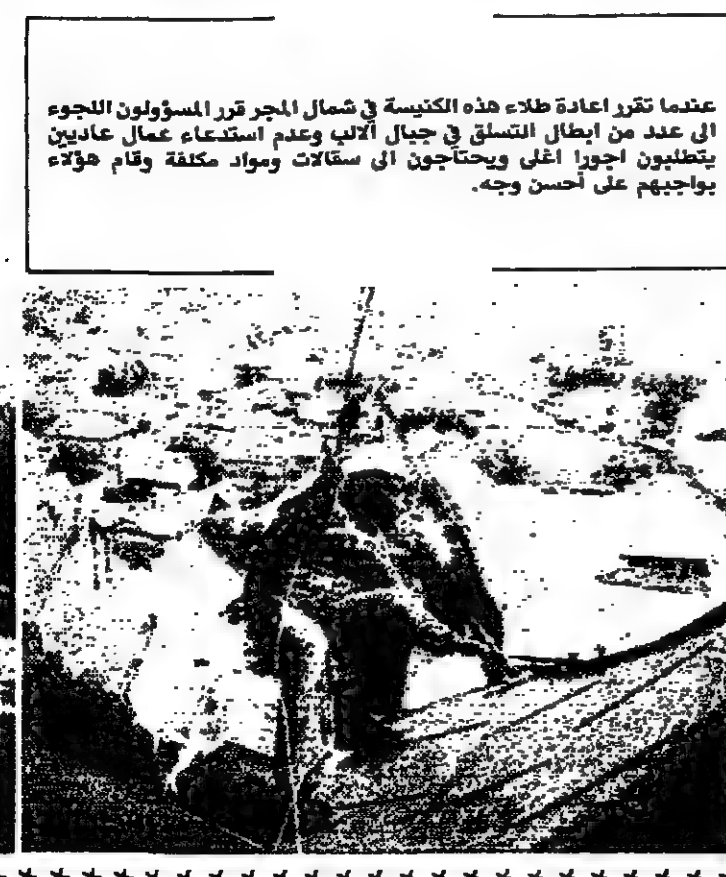 عندما تقرر اعادة طلاء هذه الكنيسة في شمال المجر قرر المسؤولون اللجوء
الى عدد من ابطال التسلق في جبال الالب وعدم استدعاء عمال عاديين
يتطلبون اجورا اغلى ويحتاجون الى سقالات ومواد مكلفة وقام هؤلاء
بواجبهم على أحسن وجه.